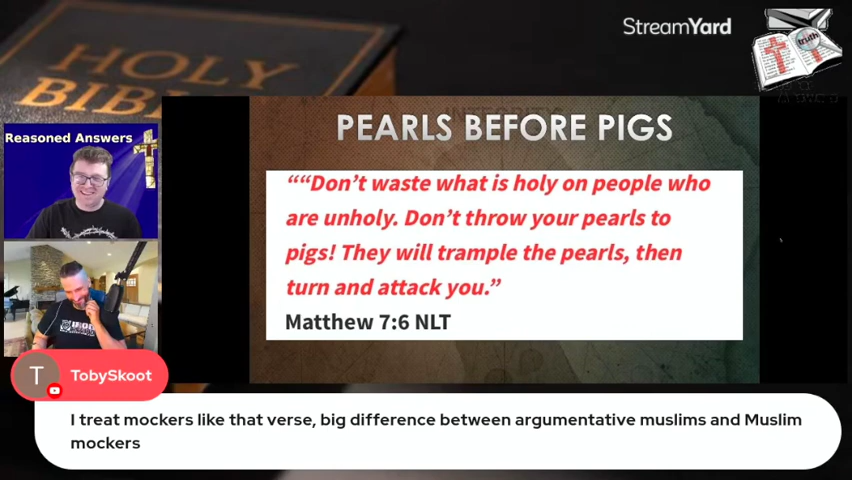 StreamYard
HOLY
BIB
truth
Reasoned Answers
PEARLS BEFORE PIGS
““Don’t waste what is holy on people who
are unholy. Don’t throw your pearls to
pigs! They will trample the pearls, then
turn and attack you.”
Matthew 7:6 NLT
T
TobySkoot
I treat mockers like that verse, big difference between argumentative muslims and Muslim
mockers